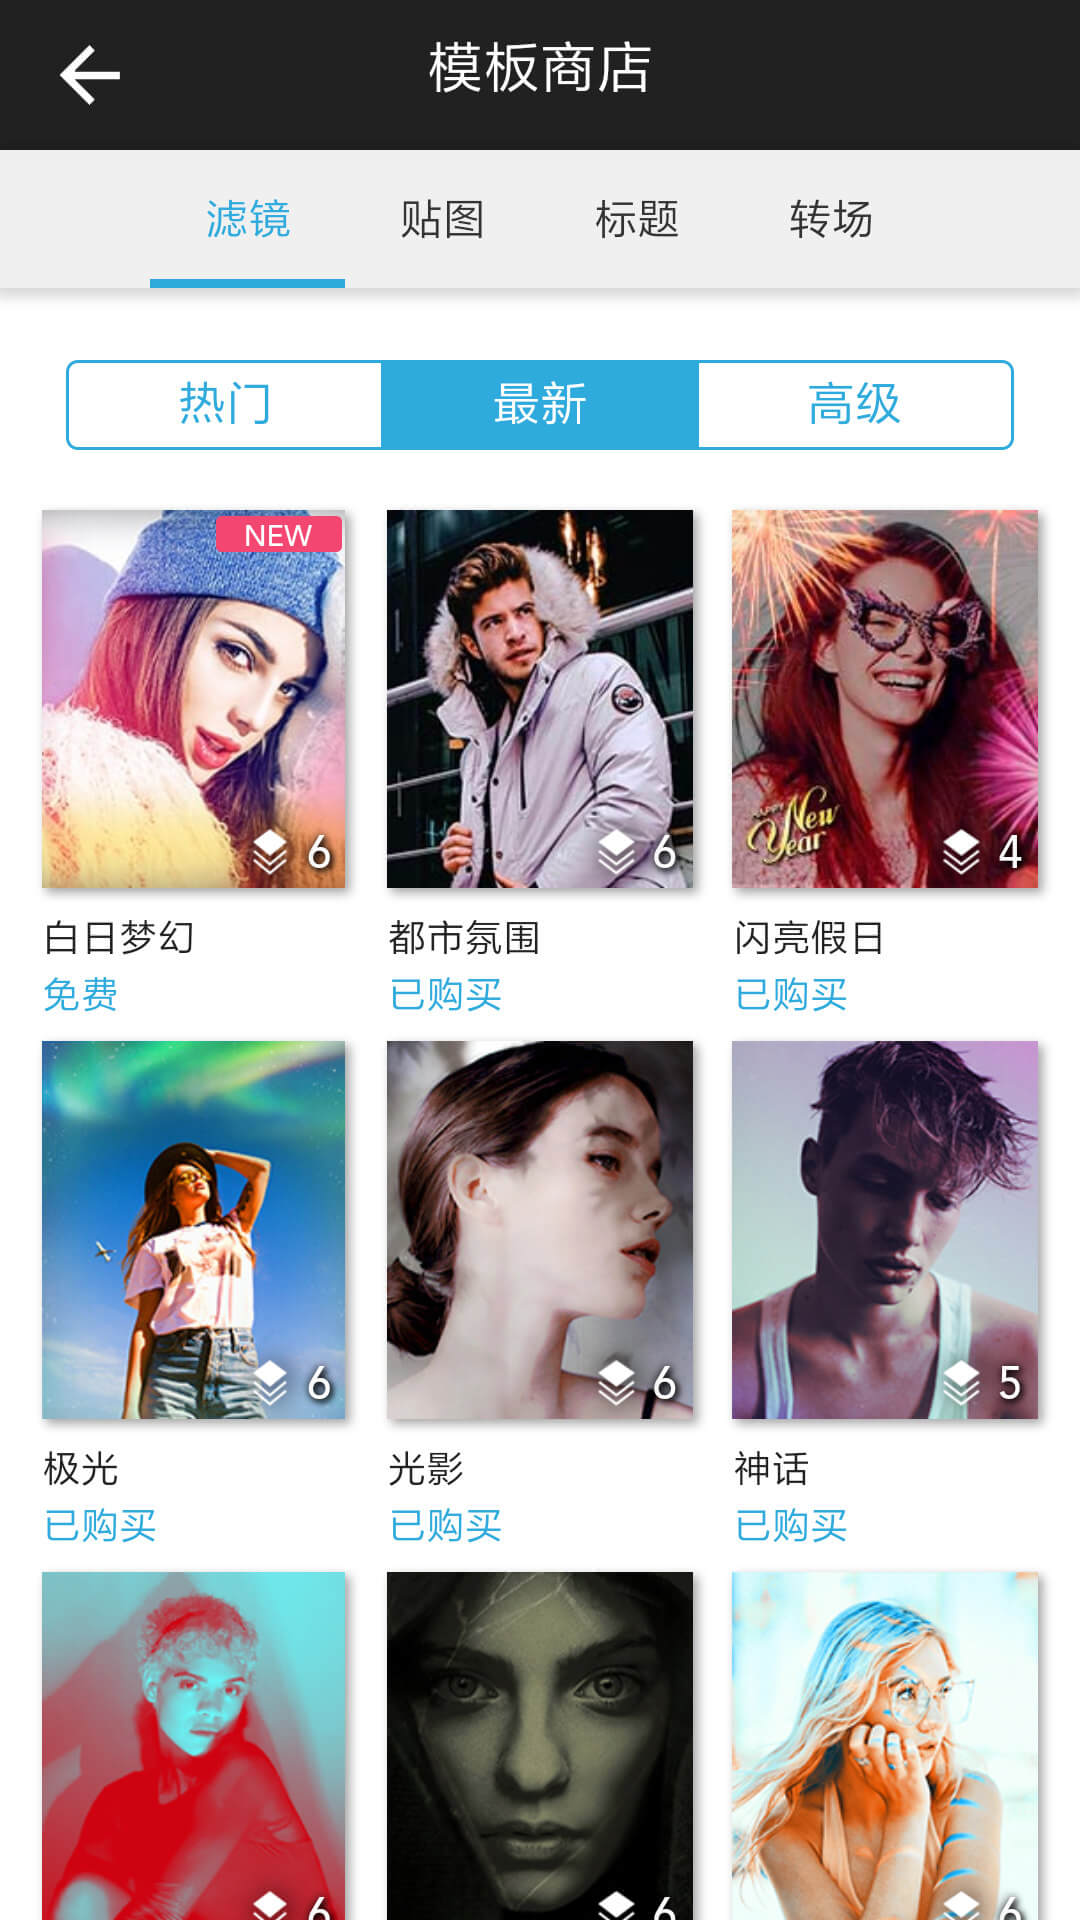 模板商店
滤镜 贴图 标题 转场
热门 最新 高级
NEW
HAPPY
New
Year
6 6 4
白日梦幻 都市氛围 闪亮假日
免费 已购买 已购买
6 6 5
极光 光影 神话
已购买 已购买 已购买
6 6 6